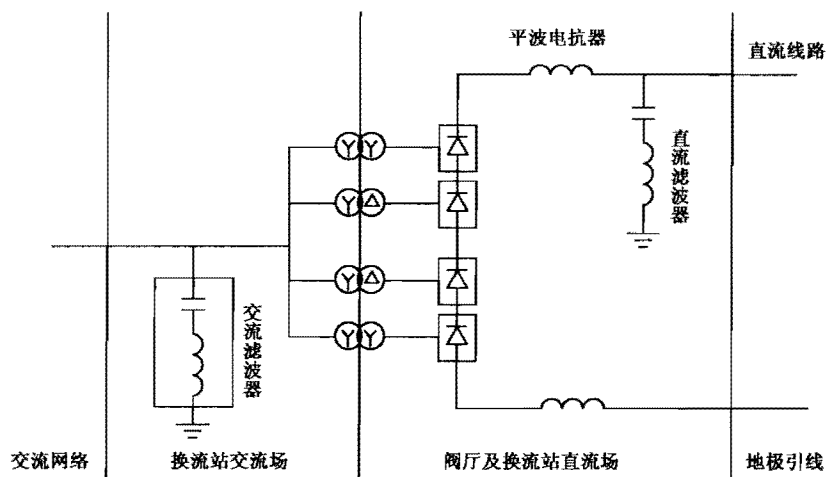 平波电抗器
直流线路
直流滤波器
Y Y
Y △
Y △
Y Y
交流滤波器
交流网络
换流站交流场
阀厅及换流站直流场
地极引线